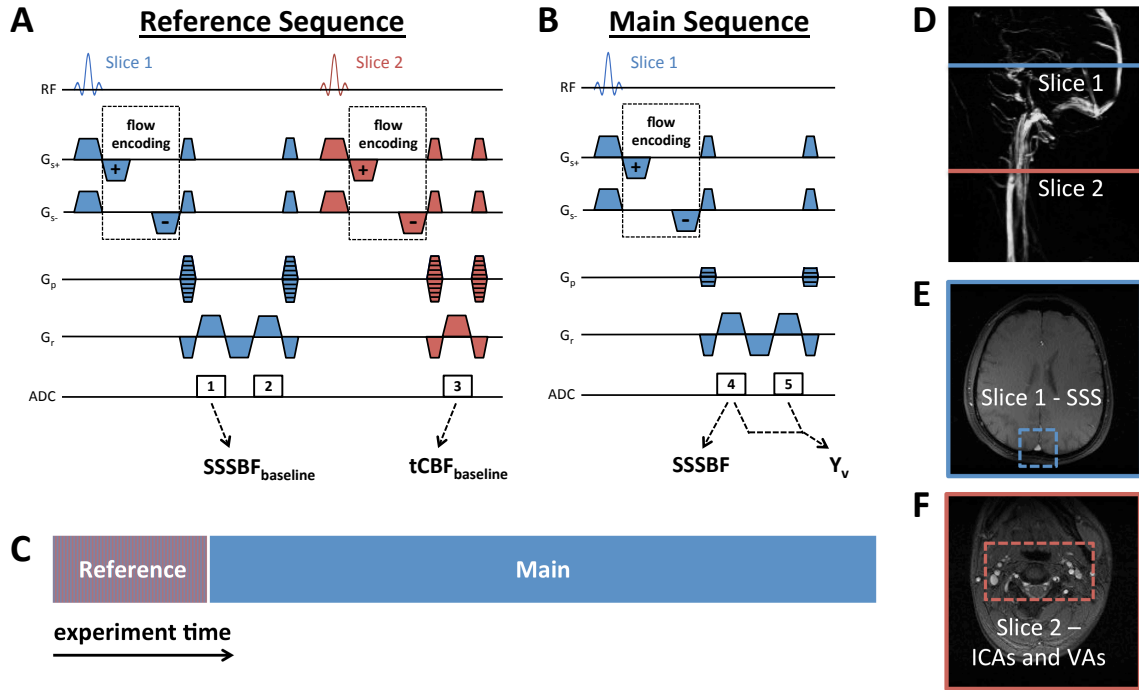 A
Reference Sequence
Slice 1
Slice 2
RF
flow
encoding
flow
encoding
Gs+
+
+
Gs-
-
-
Gp
Gr
ADC
1
2
3
SSSBFbaseline
tCBFbaseline
B
Main Sequence
Slice 1
RF
flow
encoding
Gs+
+
Gs-
-
Gp
Gr
ADC
4
5
SSSBF
Yv
C
Reference
Main
experiment time
D
Slice 1
Slice 2
E
Slice 1 - SSS
F
Slice 2 –
ICAs and VAs